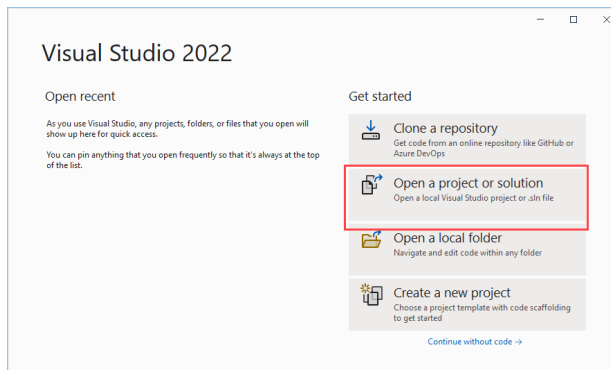 Visual Studio 2022
Open recent
As you use Visual Studio, any projects, folders, or files that you open will
show up here for quick access.
You can pin anything that you open frequently so that it's always at the top
of the list.
Get started
Clone a repository
Get code from an online repository like GitHub or
Azure DevOps
Open a project or solution
Open a local Visual Studio project or .sln file
Open a local folder
Navigate and edit code within any folder
Create a new project
Choose a project template with code scaffolding
to get started
Continue without code →